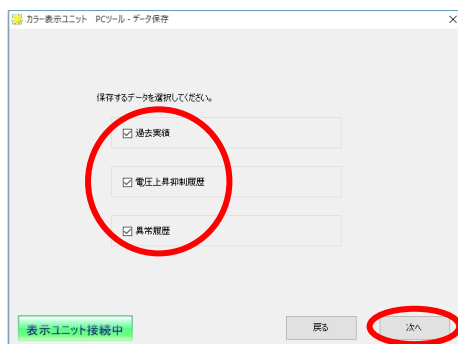 カラー表示ユニット　PCツール - データ保存
保存するデータを選択してください。
過去実績
電圧上昇抑制履歴
異常履歴
表示ユニット接続中
戻る
次へ